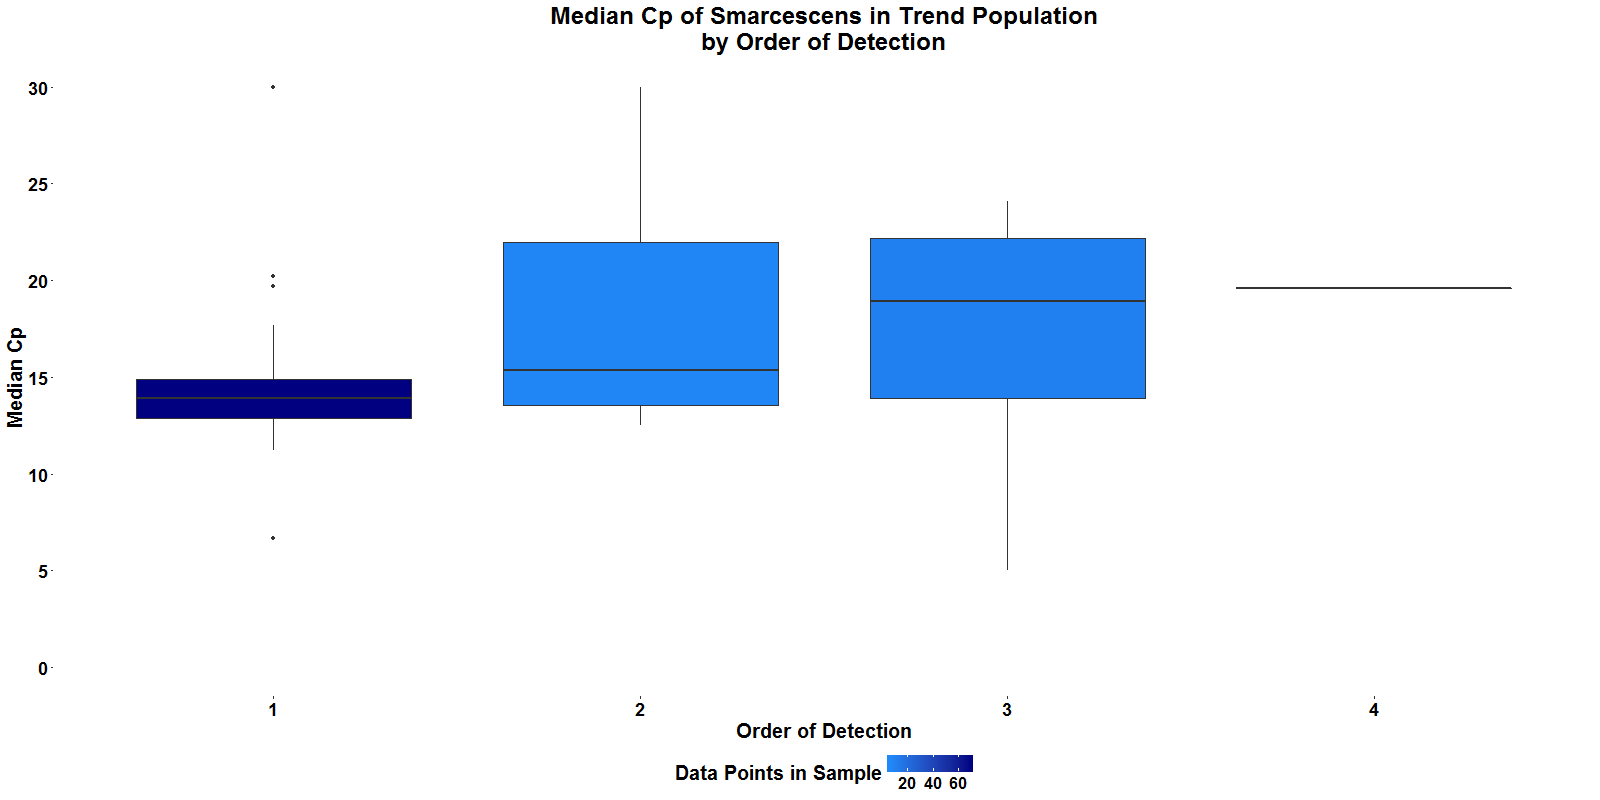 Median Cp of Smarcescens in Trend Population
by Order of Detection
30
25
20
15
10
5
0
Median Cp
1 2 3 4
Order of Detection
Data Points in Sample
20 40 60